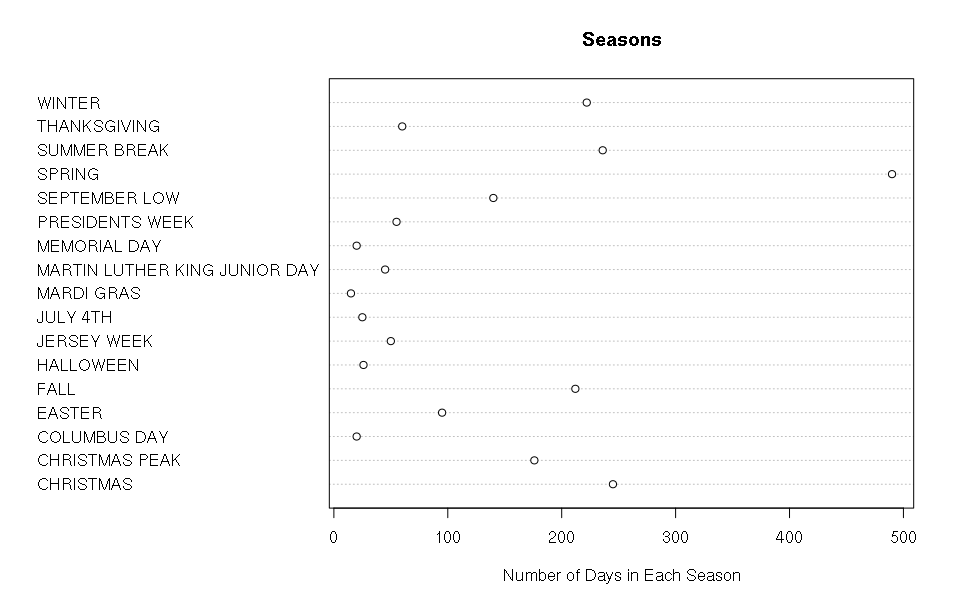 Seasons
WINTER
THANKSGIVING
SUMMER BREAK
SPRING
SEPTEMBER LOW
PRESIDENTS WEEK
MEMORIAL DAY
MARTIN LUTHER KING JUNIOR DAY
MARDI GRAS
JULY 4TH
JERSEY WEEK
HALLOWEEN
FALL
EASTER
COLUMBUS DAY
CHRISTMAS PEAK
CHRISTMAS
0 100 200 300 400 500
Number of Days in Each Season